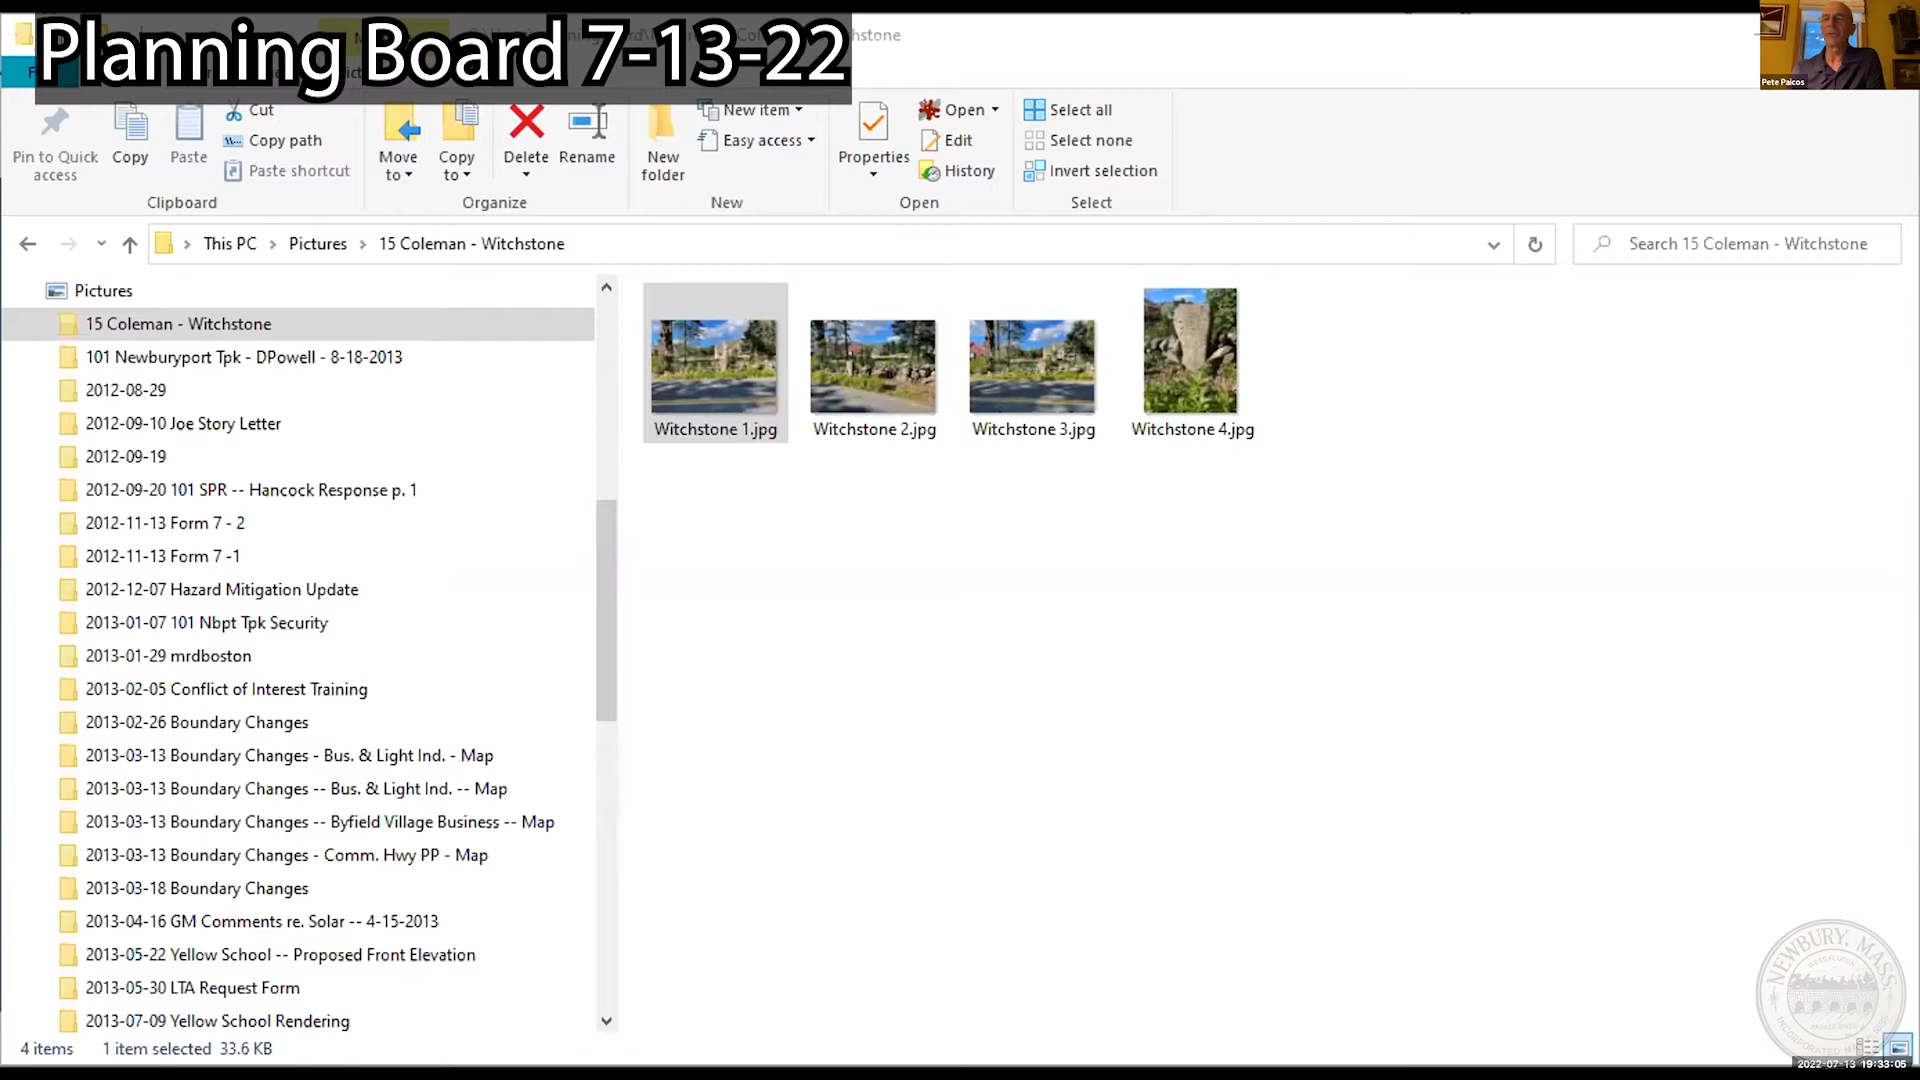 Planning Board 7-13-22
Pete Paicos
Pin to Quick access
Copy
Paste
Cut
Copy path
Paste shortcut
Clipboard
Move to
Copy to
Delete
Rename
Organize
New folder
New item
Easy access
New
Properties
Open
Edit
History
Open
Select all
Select none
Invert selection
Select
This PC > Pictures > 15 Coleman - Witchstone
Search 15 Coleman - Witchstone
Pictures
15 Coleman - Witchstone
101 Newburyport Tpk - DPowell - 8-18-2013
2012-08-29
2012-09-10 Joe Story Letter
2012-09-19
2012-09-20 101 SPR -- Hancock Response p. 1
2012-11-13 Form 7 - 2
2012-11-13 Form 7 -1
2012-12-07 Hazard Mitigation Update
2013-01-07 101 Nbpt Tpk Security
2013-01-29 mrdboston
2013-02-05 Conflict of Interest Training
2013-02-26 Boundary Changes
2013-03-13 Boundary Changes - Bus. & Light Ind. - Map
2013-03-13 Boundary Changes -- Bus. & Light Ind. -- Map
2013-03-13 Boundary Changes -- Byfield Village Business -- Map
2013-03-13 Boundary Changes - Comm. Hwy PP - Map
2013-03-18 Boundary Changes
2013-04-16 GM Comments re. Solar -- 4-15-2013
2013-05-22 Yellow School -- Proposed Front Elevation
2013-05-30 LTA Request Form
2013-07-09 Yellow School Rendering
Witchstone 1.jpg
Witchstone 2.jpg
Witchstone 3.jpg
Witchstone 4.jpg
4 items
1 item selected 33.6 KB
NEWBURY, MASS.
2022-07-13 19:33:05